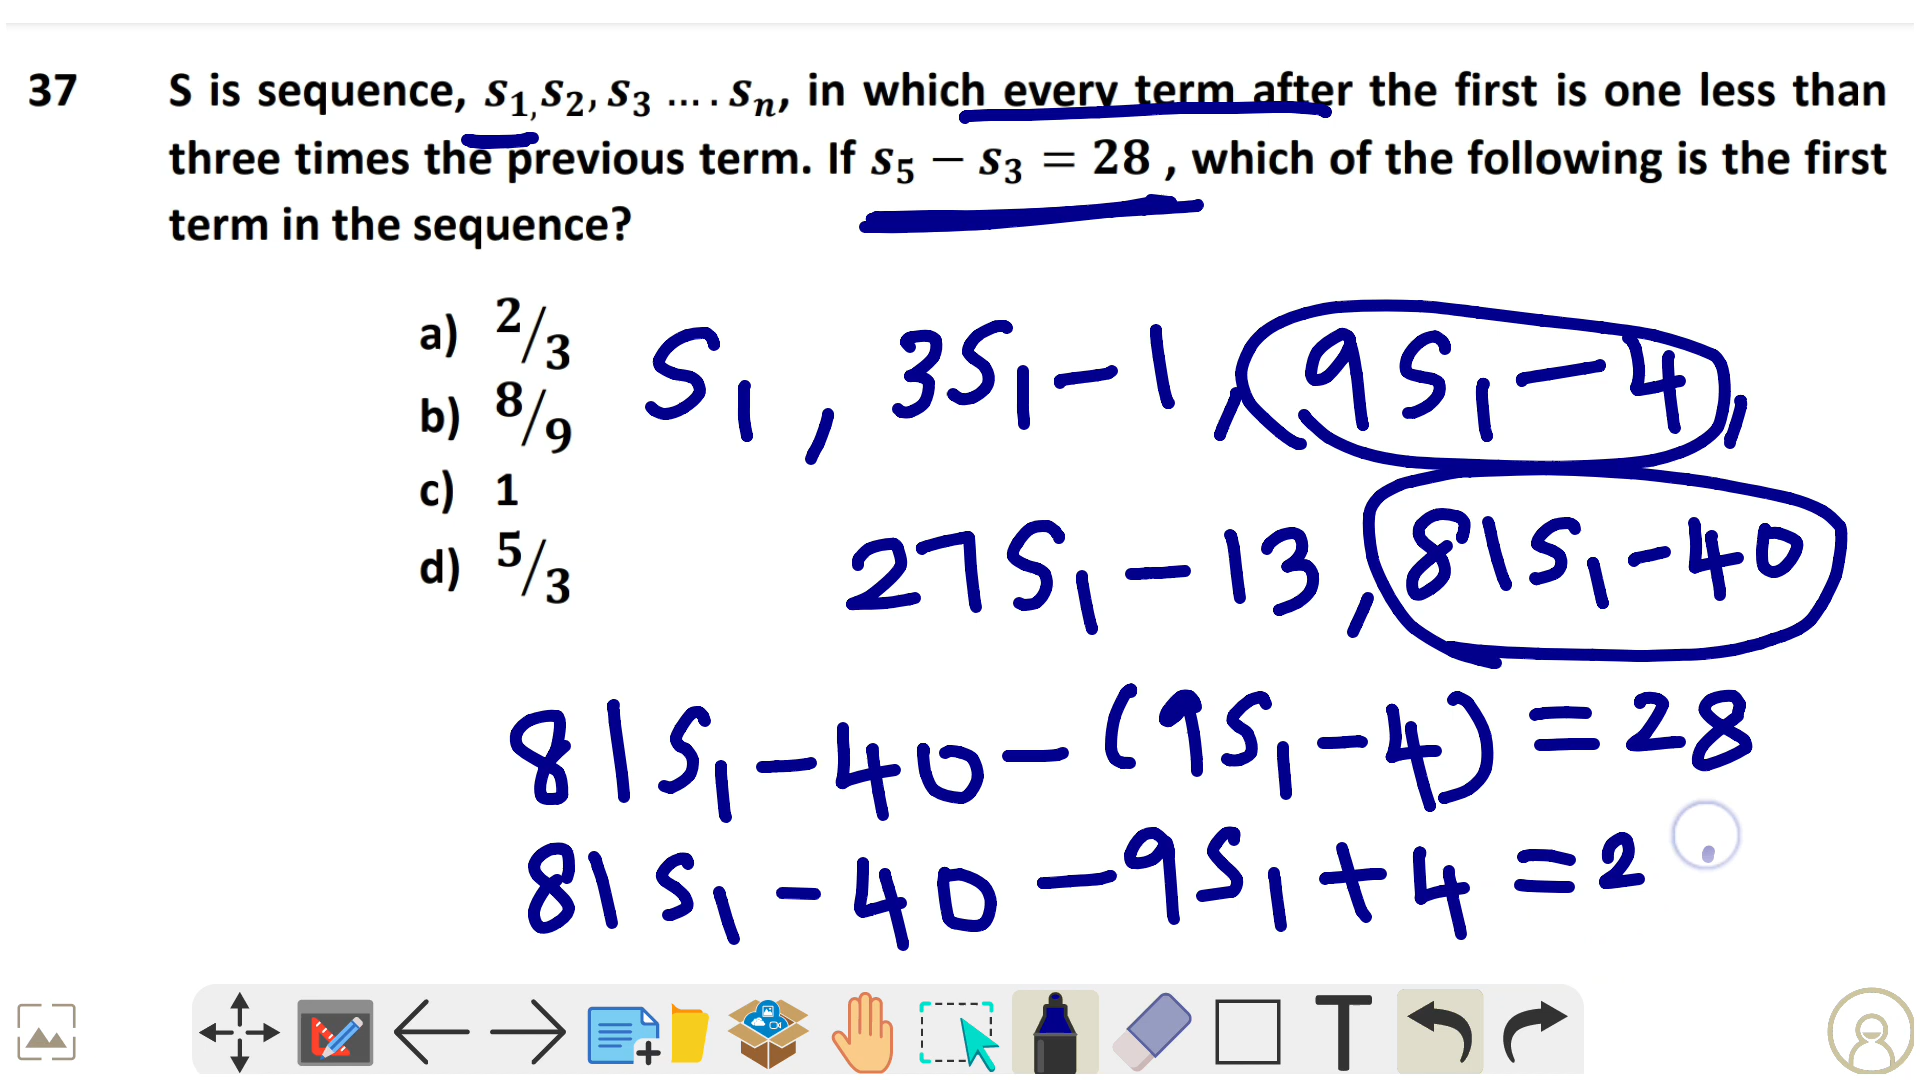 37 S is sequence, s₁,s₂,s₃ .... sₙ, in which every term after the first is one less than
three times the previous term. If s₅ − s₃ = 28 , which of the following is the first
term in the sequence?
a) 2/3
b) 8/9
c) 1
d) 5/3
S₁ , 3S₁ − 1 , 9S₁ − 4 ,
27S₁ − 13 , 81S₁ − 40
81S₁ − 40 − (9S₁ − 4) = 28
81S₁ − 40 − 9S₁ + 4 = 2
T